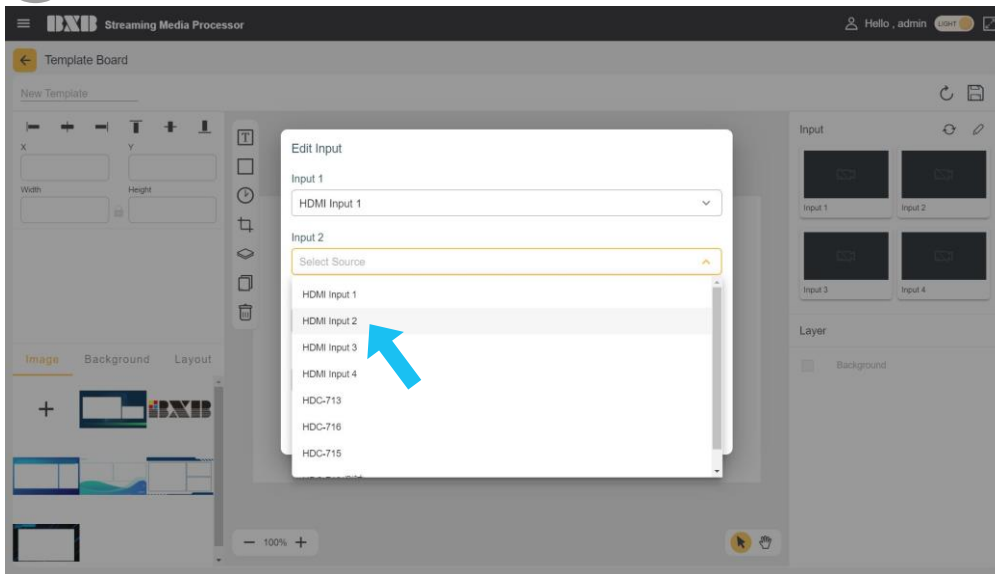 BXB Streaming Media Processor
Hello , admin
LIGHT
Template Board
New Template
X
Y
Width
Height
T
Edit Input
Input 1
HDMI Input 1
Input 2
Select Source
HDMI Input 1
HDMI Input 2
HDMI Input 3
HDMI Input 4
HDC-713
HDC-716
HDC-715
Input
Input 1
Input 2
Input 3
Input 4
Layer
Background
Image
Background
Layout
BXB
100%